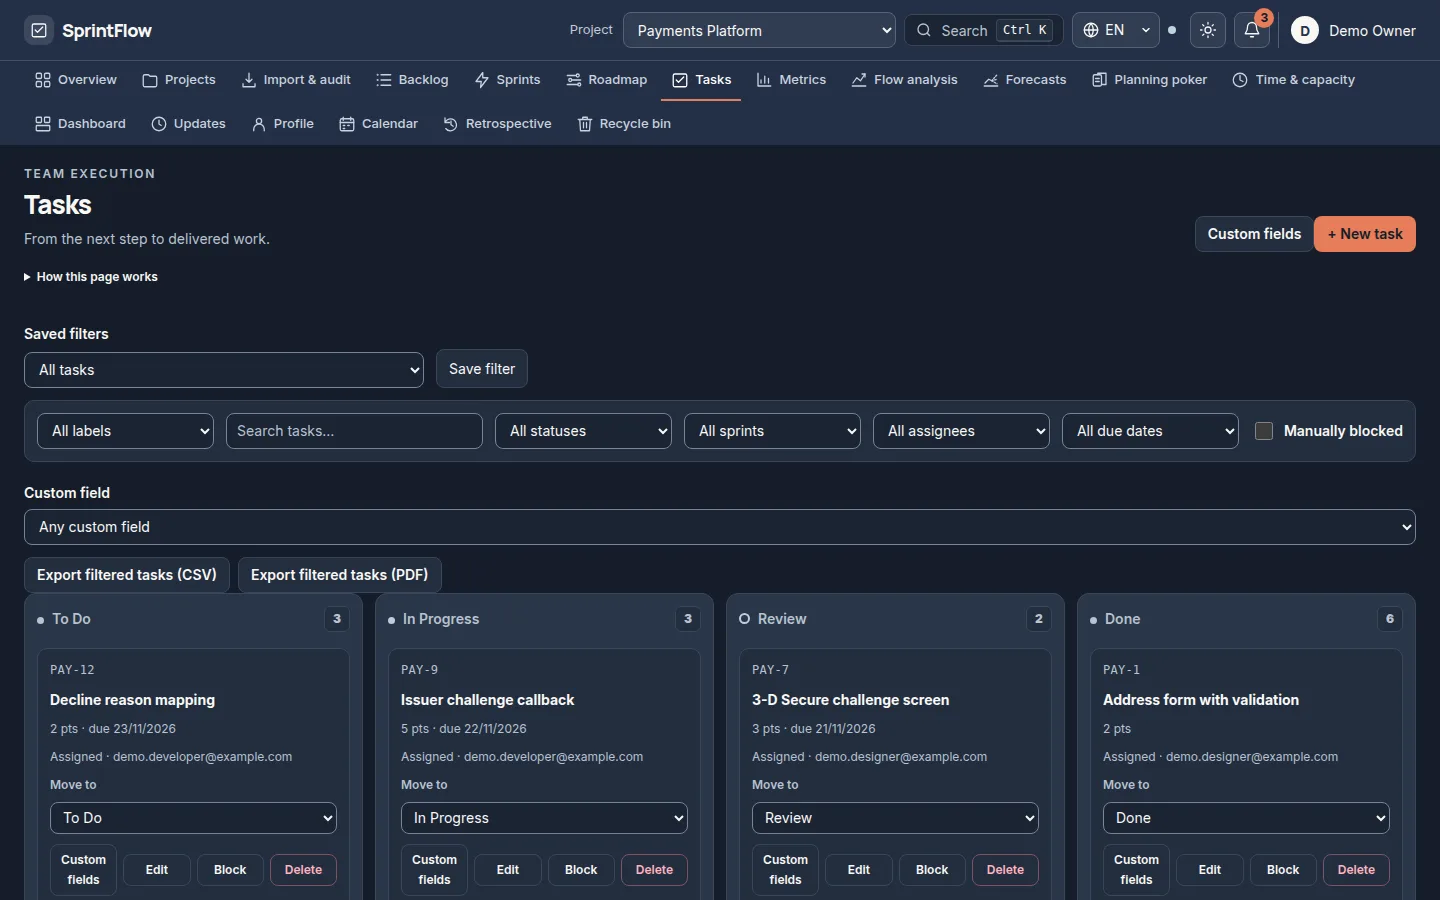 SprintFlow
Project
Payments Platform
Search Ctrl K
EN
3
D
Demo Owner
Overview
Projects
Import & audit
Backlog
Sprints
Roadmap
Tasks
Metrics
Flow analysis
Forecasts
Planning poker
Time & capacity
Dashboard
Updates
Profile
Calendar
Retrospective
Recycle bin
TEAM EXECUTION
Tasks
From the next step to delivered work.
How this page works
Custom fields
+ New task
Saved filters
All tasks
Save filter
All labels
Search tasks...
All statuses
All sprints
All assignees
All due dates
Manually blocked
Custom field
Any custom field
Export filtered tasks (CSV)
Export filtered tasks (PDF)
To Do
3
PAY-12
Decline reason mapping
2 pts · due 23/11/2026
Assigned · demo.developer@example.com
Move to
To Do
Custom fields
Edit
Block
Delete
In Progress
3
PAY-9
Issuer challenge callback
5 pts · due 22/11/2026
Assigned · demo.developer@example.com
Move to
In Progress
Custom fields
Edit
Block
Delete
Review
2
PAY-7
3-D Secure challenge screen
3 pts · due 21/11/2026
Assigned · demo.designer@example.com
Move to
Review
Custom fields
Edit
Block
Delete
Done
6
PAY-1
Address form with validation
2 pts
Assigned · demo.designer@example.com
Move to
Done
Custom fields
Edit
Block
Delete